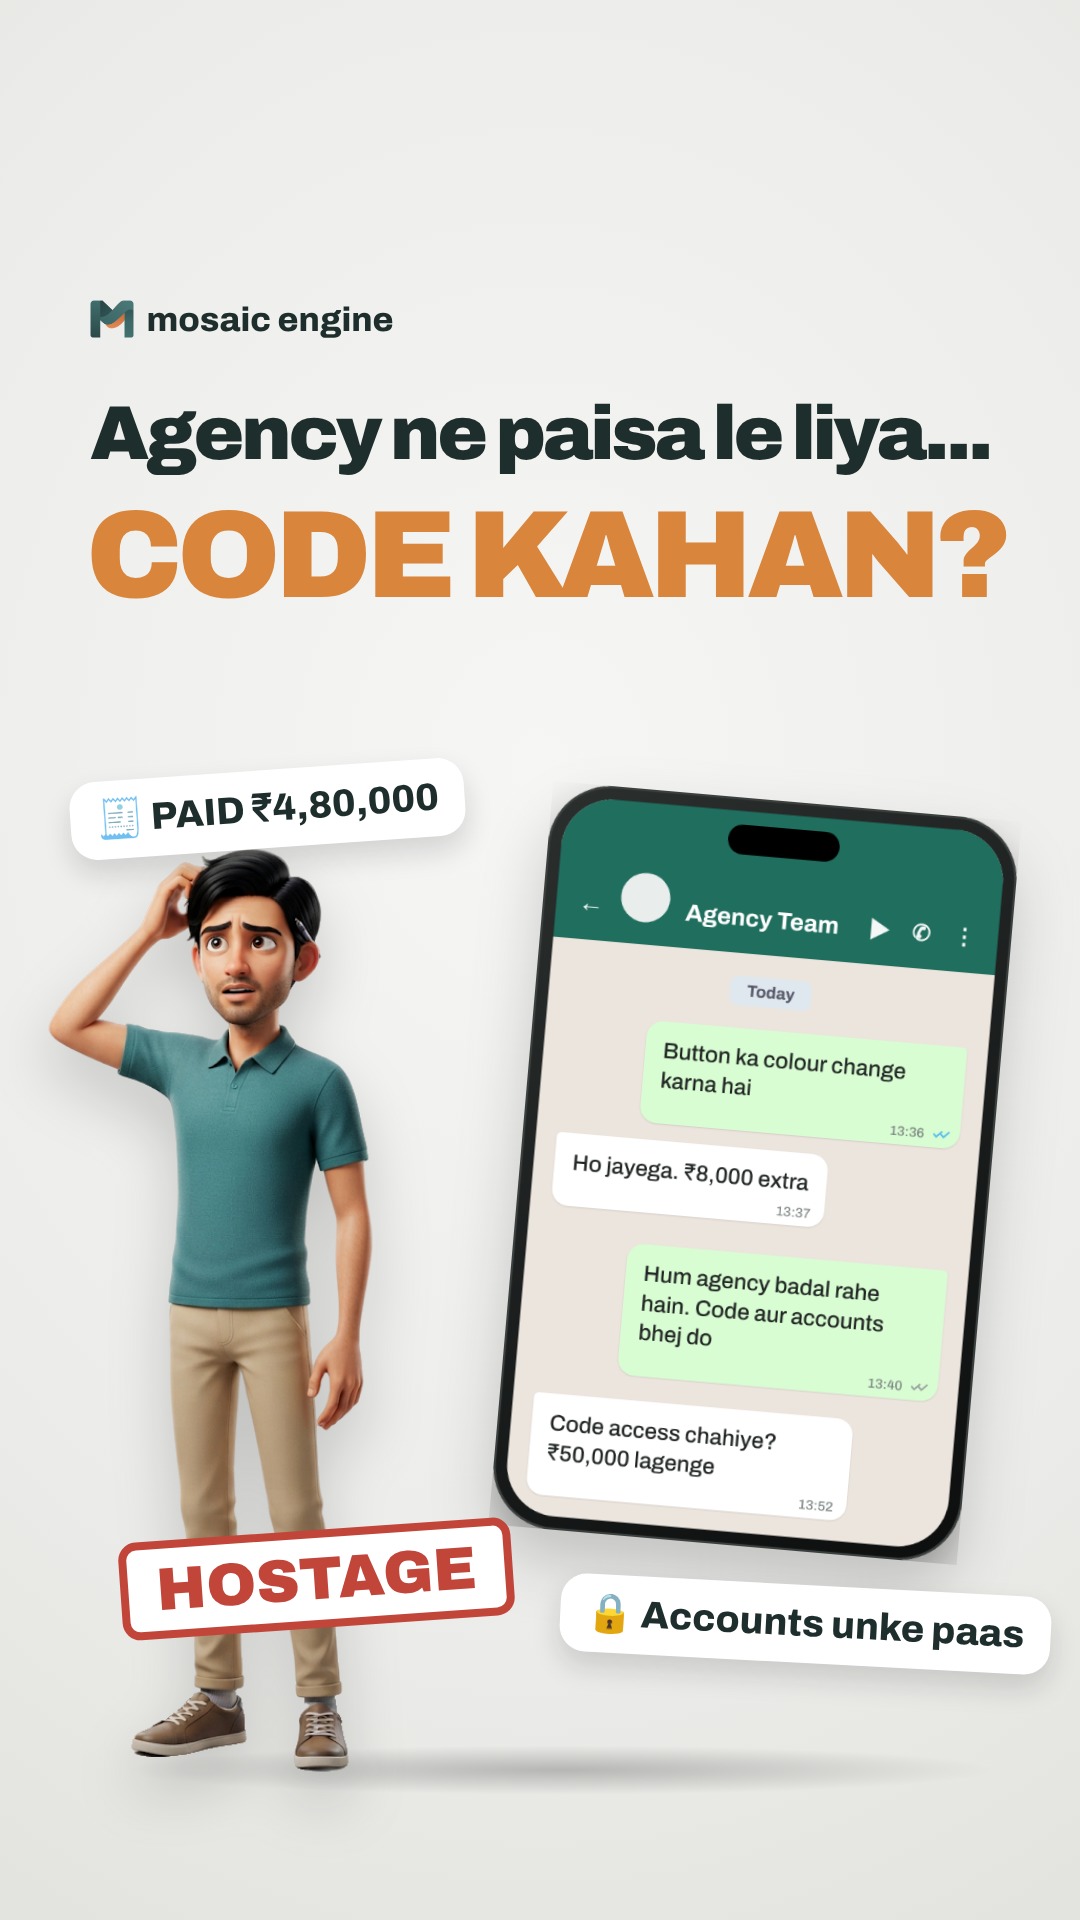 mosaic engine
Agency ne paisa le liya...
CODE KAHAN?
PAID ₹4,80,000
Agency Team
Today
Button ka colour change
karna hai
13:36
Ho jayega. ₹8,000 extra
13:37
Hum agency badal rahe
hain. Code aur accounts
bhej do
13:40
Code access chahiye?
₹50,000 lagenge
13:52
HOSTAGE
Accounts unke paas